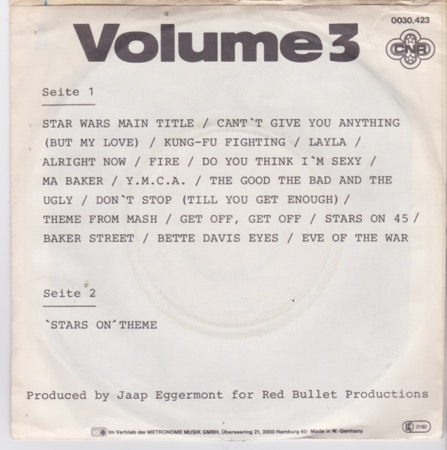 0030.423
Volume 3
CNR
Seite 1
STAR WARS MAIN TITLE / CANT`T GIVE YOU ANYTHING
(BUT MY LOVE) / KUNG-FU FIGHTING / LAYLA /
ALRIGHT NOW / FIRE / DO YOU THINK I`M SEXY /
MA BAKER / Y.M.C.A. / THE GOOD THE BAD AND THE
UGLY / DON`T STOP (TILL YOU GET ENOUGH) /
THEME FROM MASH / GET OFF, GET OFF / STARS ON 45 /
BAKER STREET / BETTE DAVIS EYES / EVE OF THE WAR
Seite 2
`STARS ON´THEME
Produced by Jaap Eggermont for Red Bullet Productions
Im Vertrieb der METRONOME MUSIK GMBH, Überseering 21, 2000 Hamburg 60 · Made in W.-Germany